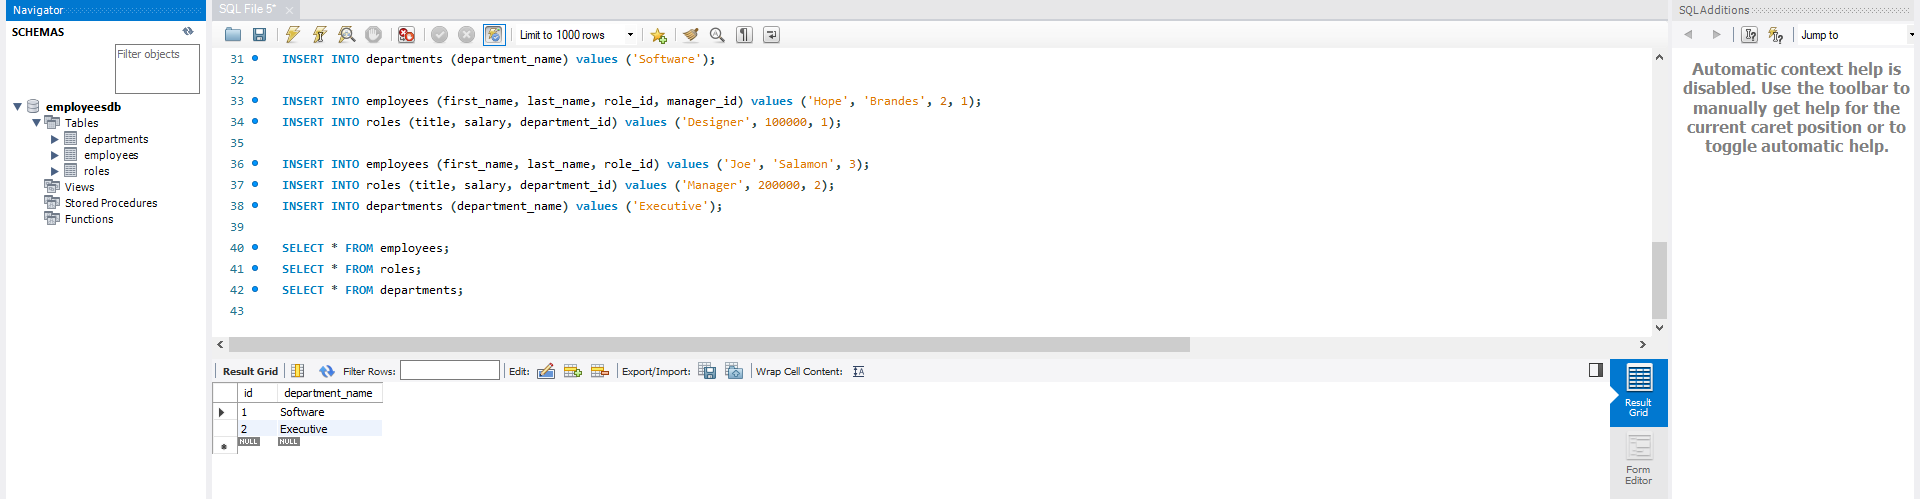 Navigator
SCHEMAS
Filter objects
employeesdb
Tables
departments
employees
roles
Views
Stored Procedures
Functions
SQL File 5*
Limit to 1000 rows
31 INSERT INTO departments (department_name) values ('Software');
32
33 INSERT INTO employees (first_name, last_name, role_id, manager_id) values ('Hope', 'Brandes', 2, 1);
34 INSERT INTO roles (title, salary, department_id) values ('Designer', 100000, 1);
35
36 INSERT INTO employees (first_name, last_name, role_id) values ('Joe', 'Salamon', 3);
37 INSERT INTO roles (title, salary, department_id) values ('Manager', 200000, 2);
38 INSERT INTO departments (department_name) values ('Executive');
39
40 SELECT * FROM employees;
41 SELECT * FROM roles;
42 SELECT * FROM departments;
43
Result Grid Filter Rows: Edit: Export/Import: Wrap Cell Content:
id department_name
1 Software
2 Executive
NULL NULL
Result
Grid
Form
Editor
SQLAdditions
Jump to
Automatic context help is
disabled. Use the toolbar to
manually get help for the
current caret position or to
toggle automatic help.